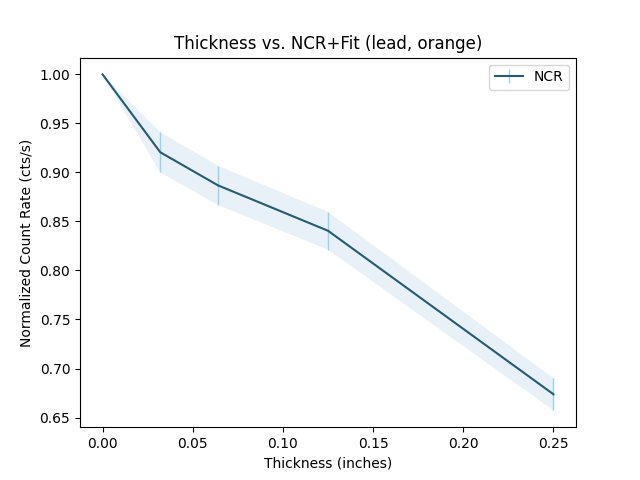 Thickness vs. NCR+Fit (lead, orange)
NCR
Normalized Count Rate (cts/s)
1.00
0.95
0.90
0.85
0.80
0.75
0.70
0.65
0.00 0.05 0.10 0.15 0.20 0.25
Thickness (inches)